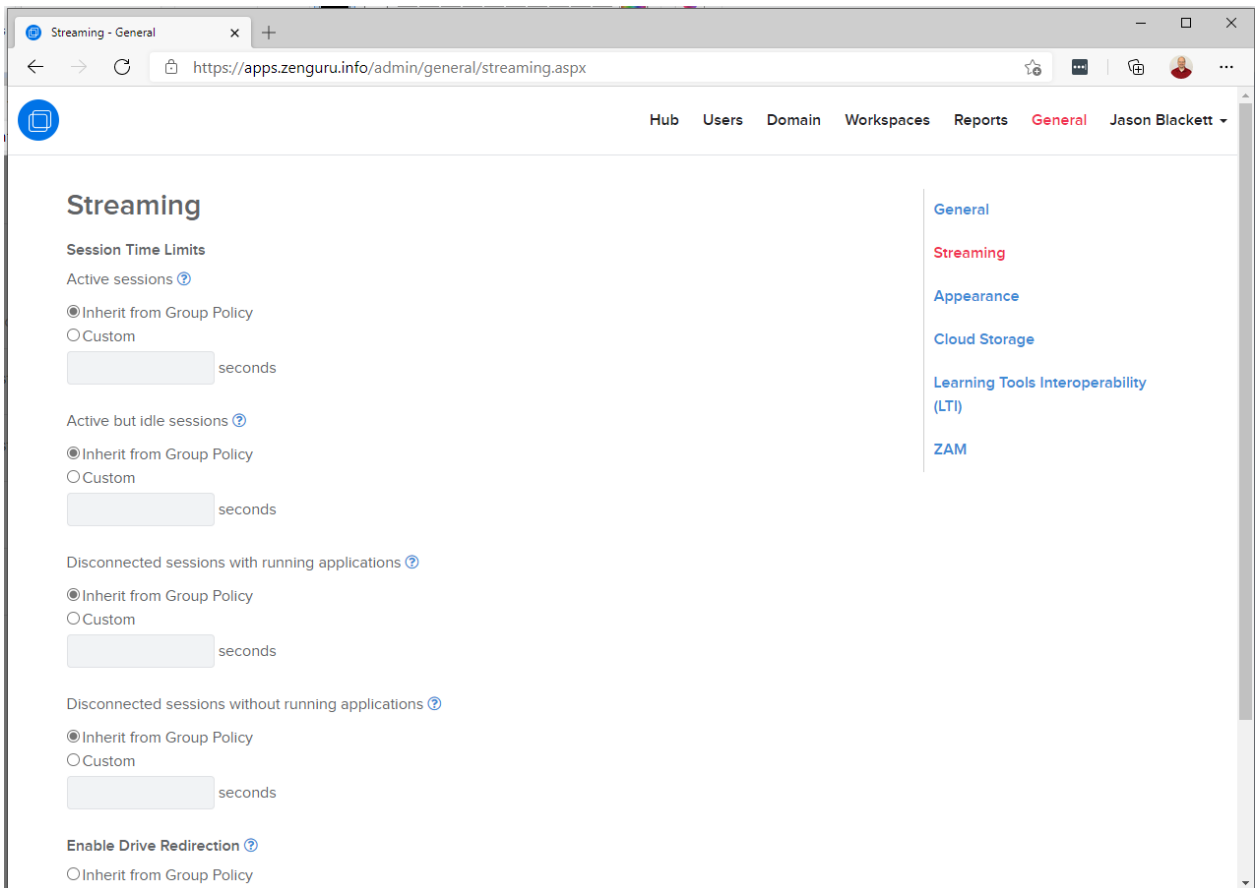 Streaming - General
https://apps.zenguru.info/admin/general/streaming.aspx
Hub Users Domain Workspaces Reports General Jason Blackett
Streaming
Session Time Limits
Active sessions ?
Inherit from Group Policy
Custom
seconds
Active but idle sessions ?
Inherit from Group Policy
Custom
seconds
Disconnected sessions with running applications ?
Inherit from Group Policy
Custom
seconds
Disconnected sessions without running applications ?
Inherit from Group Policy
Custom
seconds
Enable Drive Redirection ?
Inherit from Group Policy
General
Streaming
Appearance
Cloud Storage
Learning Tools Interoperability
(LTI)
ZAM